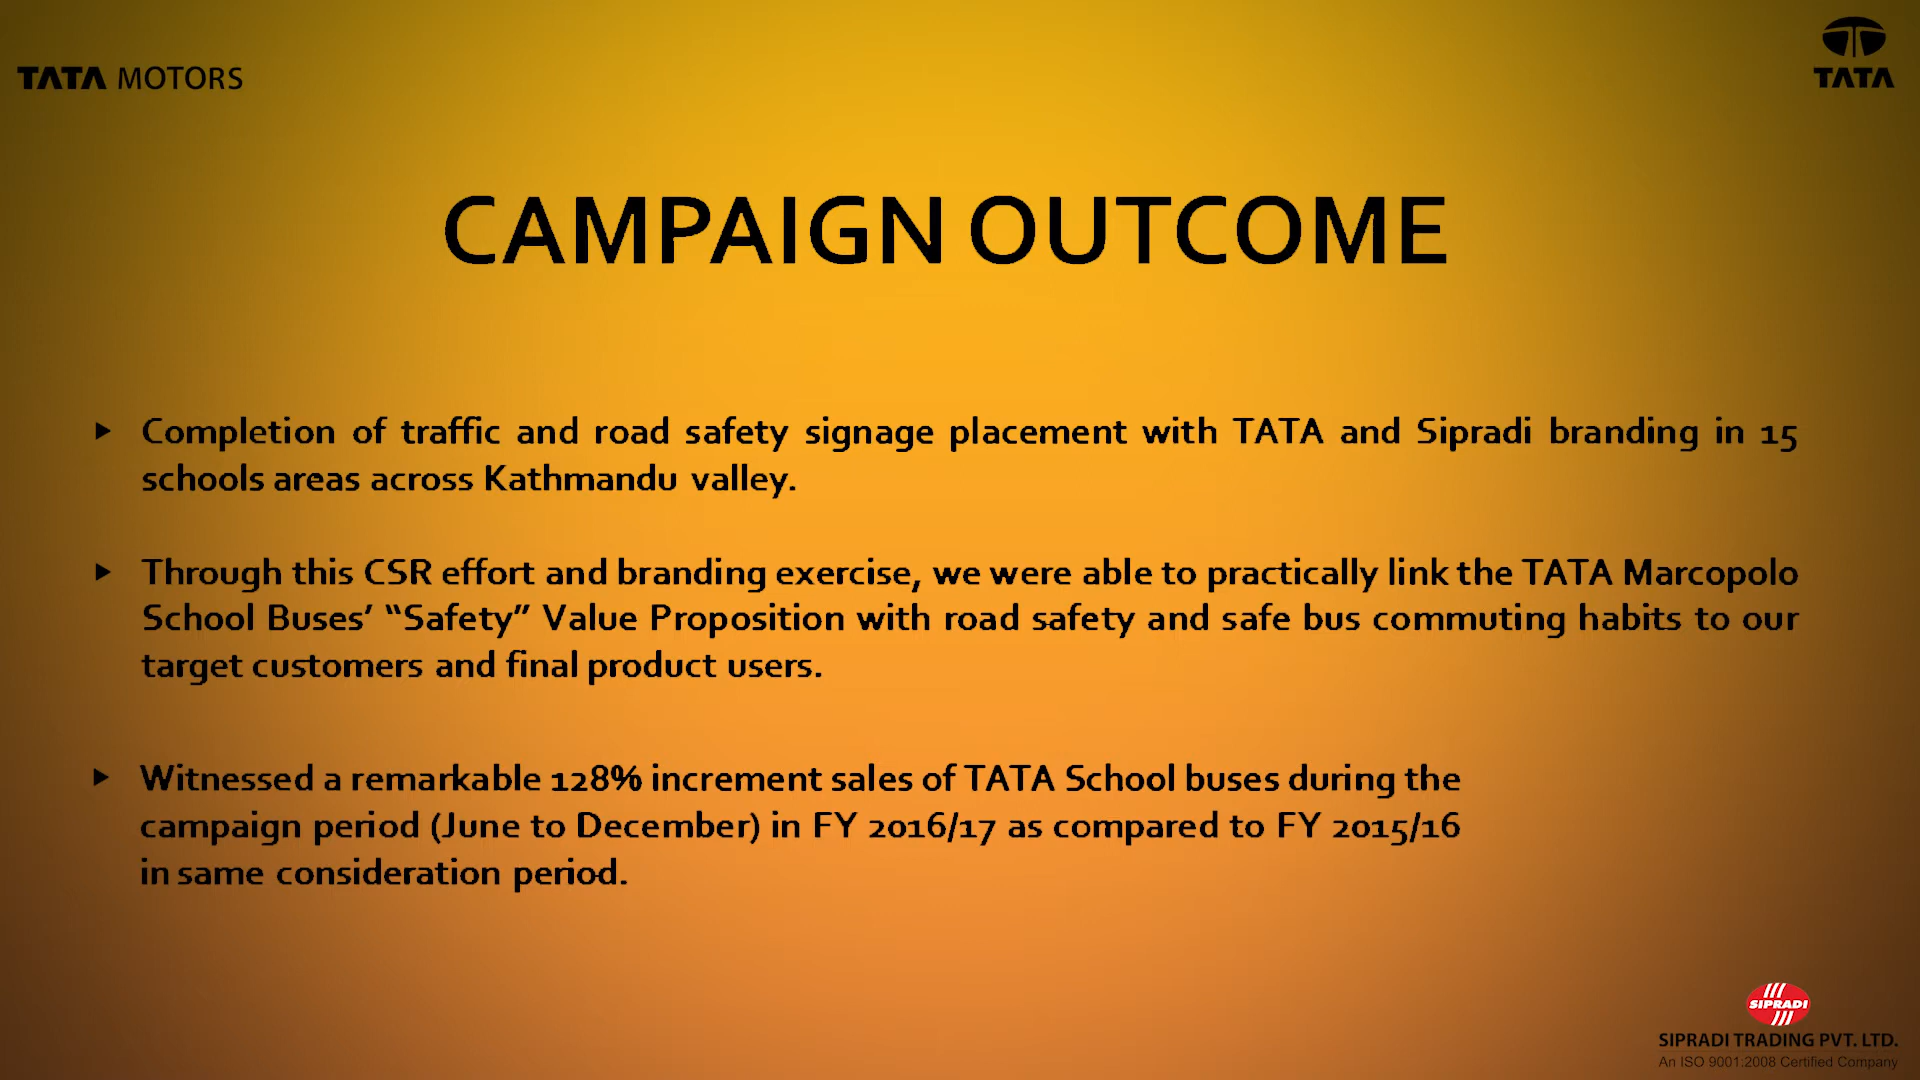 TATA MOTORS
TATA
CAMPAIGN OUTCOME
▸ Completion of traffic and road safety signage placement with TATA and Sipradi branding in 15
schools areas across Kathmandu valley.
▸ Through this CSR effort and branding exercise, we were able to practically link the TATA Marcopolo
School Buses’ “Safety” Value Proposition with road safety and safe bus commuting habits to our
target customers and final product users.
▸ Witnessed a remarkable 128% increment sales of TATA School buses during the
campaign period (June to December) in FY 2016/17 as compared to FY 2015/16
in same consideration period.
SIPRADI
SIPRADI TRADING PVT. LTD.
An ISO 9001:2008 Certified Company